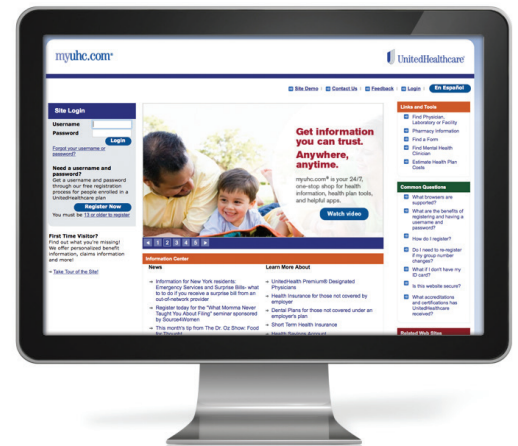 myuhc.com®
UnitedHealthcare®
Site Demo | Contact Us | Feedback | Login | En Español
Site Login
Username
Password
Login
Forgot your username or
password?
Need a username and
password?
Get a username and password
through our free registration
process for people enrolled in a
UnitedHealthcare plan
Register Now
You must be 13 or older to register
First Time Visitor?
Find out what you're missing!
We offer personalized benefit
information, claims information
and more!
Take Tour of the Site!
Get information
you can trust.
Anywhere,
anytime.
myuhc.com® is your 24/7,
one-stop shop for health
information, health plan tools,
and helpful apps.
Watch video
1 2 3 4 5
Information Center
News
Information for New York residents:
Emergency Services and Surprise Bills- what
to do if you receive a surprise bill from an
out-of-network provider
Register today for the "What Mommie Never
Taught You About Filing" seminar sponsored
by Source4Women
This month's tip from The Dr. Oz Show: Food
for Thought
Learn More About
UnitedHealth Premium® Designated
Physicians
Health Insurance for those not covered by
employer
Dental Plans for those not covered under an
employer's plan
Short Term Health Insurance
Health Savings Account
Links and Tools
Find Physician,
Laboratory or Facility
Pharmacy Information
Find a Form
Find Mental Health
Clinician
Estimate Health Plan
Costs
Common Questions
What browsers are
supported?
What are the benefits of
registering and having a
username and
password?
How do I register?
Do I need to re-register
if my group number
changes?
What if I don't have my
ID card?
Is this website secure?
What accreditations
and certifications has
UnitedHealthcare
received?
Related Web Sites